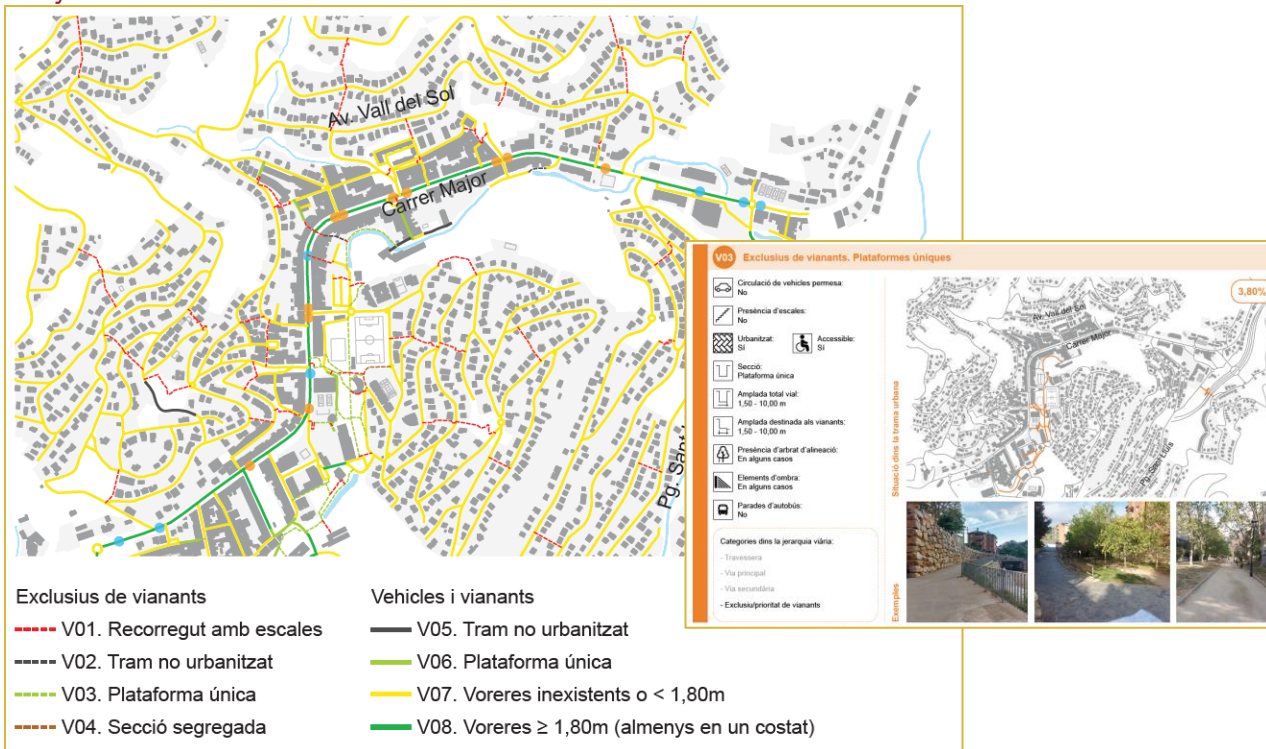 Av. Vall del Sol
Carrer Major
Pg. Sant
Exclusius de vianants
V01. Recorregut amb escales
V02. Tram no urbanitzat
V03. Plataforma única
V04. Secció segregada
Vehicles i vianants
V05. Tram no urbanitzat
V06. Plataforma única
V07. Voreres inexistents o < 1,80m
V08. Voreres ≥ 1,80m (almenys en un costat)
V03 Exclusius de vianants. Plataformes úniques
Circulació de vehicles permesa:
No
Presència d'escales:
No
Urbanitzat:
Sí
Accessible:
Sí
Secció:
Plataforma única
Amplada total vial:
1,50 - 10,00 m
Amplada destinada als vianants:
1,50 - 10,00 m
Presència d'arbrat d'alineació:
En alguns casos
Elements d'ombra:
En alguns casos
Parades d'autobús:
No
Categories dins la jerarquia viària:
- Travessera
- Via principal
- Via secundària
- Exclusiu/prioritat de vianants
Situació dins la trama urbana
3,80%
Av. Vall del Sol
Carrer Major
Pg. Sant Lluís
Exemples